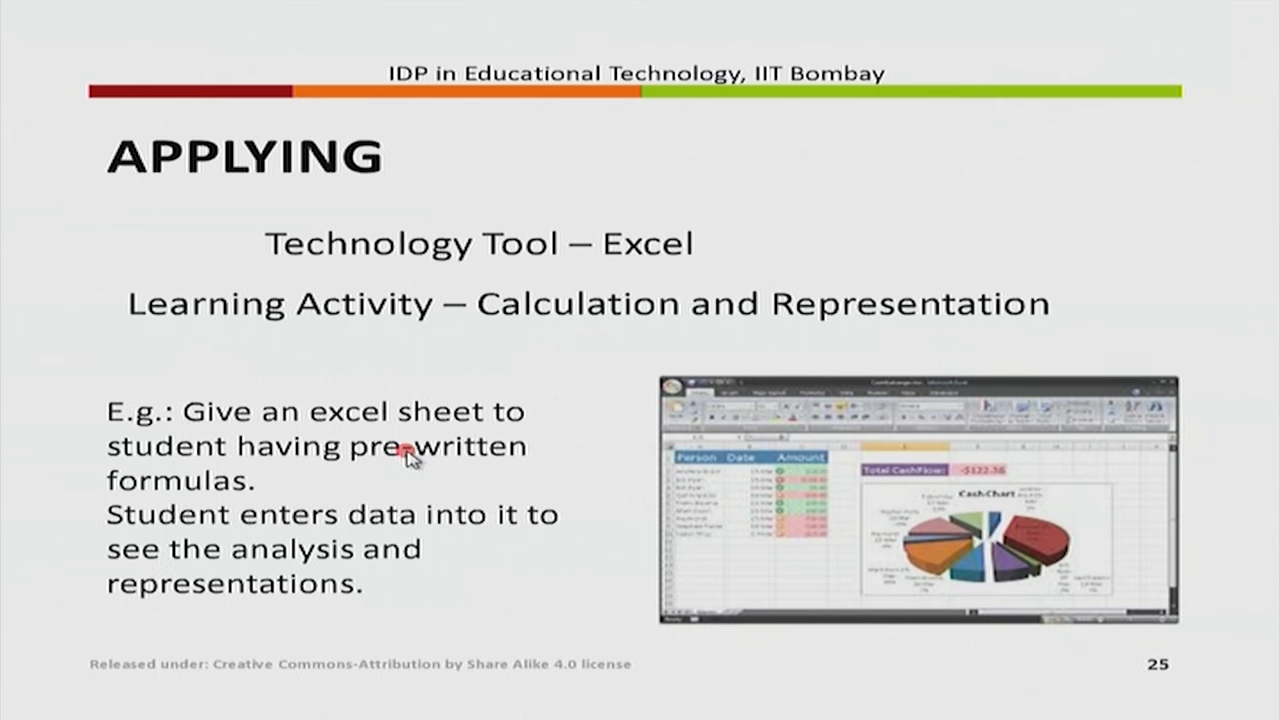 IDP in Educational Technology, IIT Bombay
APPLYING
Technology Tool – Excel
Learning Activity – Calculation and Representation
E.g.: Give an excel sheet to
student having pre-written
formulas.
Student enters data into it to
see the analysis and
representations.
Person Date Amount
Total CashFlow: -$122.36
CashChart
Released under: Creative Commons-Attribution by Share Alike 4.0 license
25